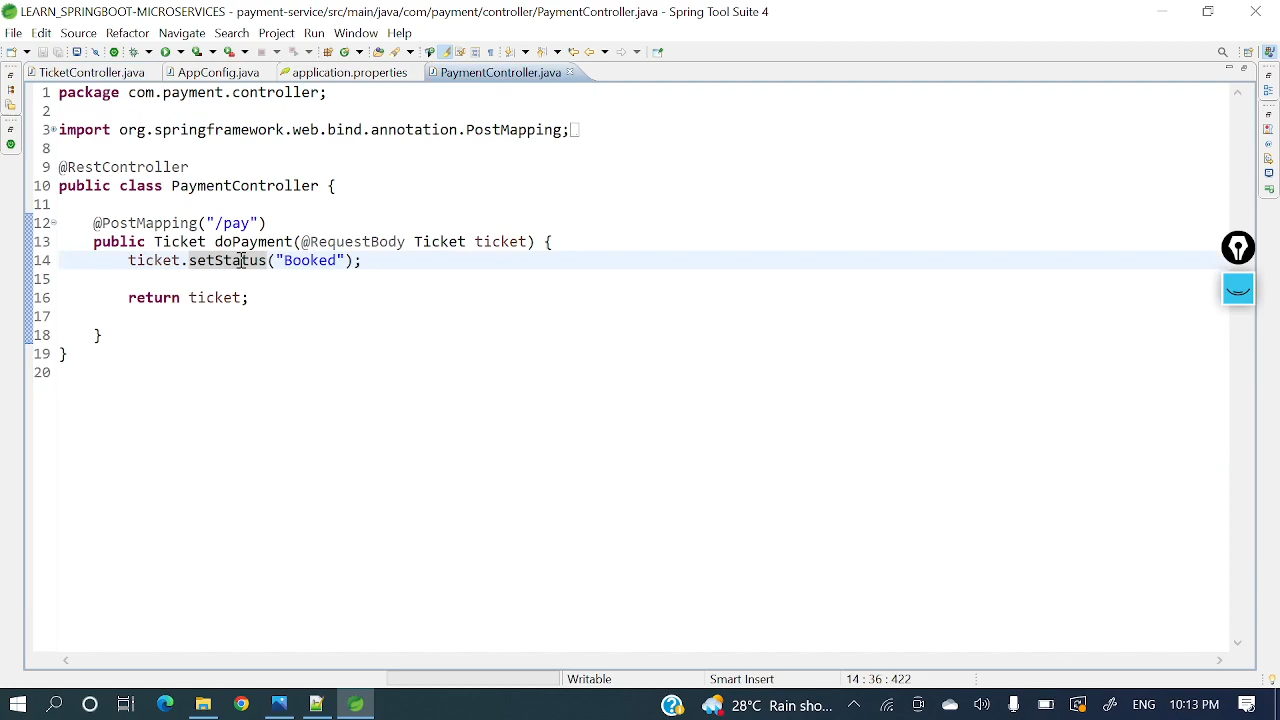 LEARN_SPRINGBOOT-MICROSERVICES - payment-service/src/main/java/com/payment/controller/PaymentController.java - Spring Tool Suite 4
File Edit Source Refactor Navigate Search Project Run Window Help
TicketController.java AppConfig.java application.properties PaymentController.java
1 package com.payment.controller;
2
3 import org.springframework.web.bind.annotation.PostMapping;
8
9 @RestController
10 public class PaymentController {
11
12 @PostMapping("/pay")
13 public Ticket doPayment(@RequestBody Ticket ticket) {
14 ticket.setStatus("Booked");
15
16 return ticket;
17
18 }
19 }
20
Writable Smart Insert 14 : 36 : 422
28°C Rain sho... ENG 10:13 PM